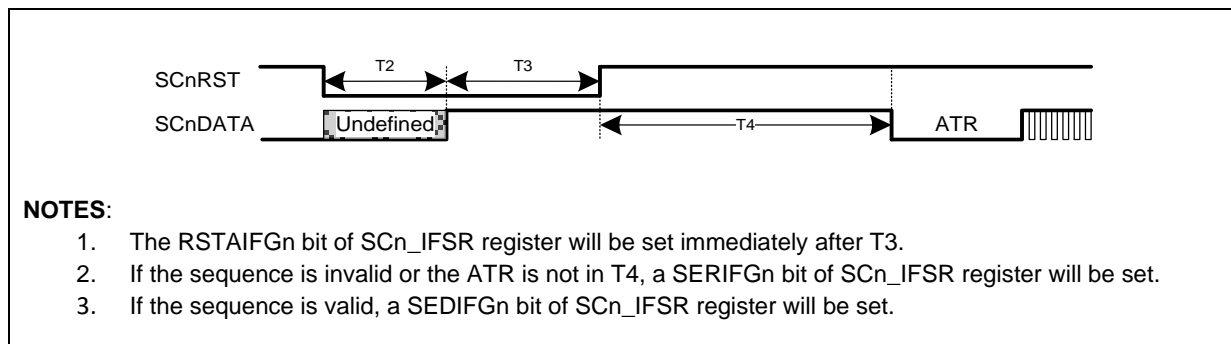 T2 T3
SCnRST
SCnDATA Undefined T4 ATR
NOTES:
1. The RSTAIFGn bit of SCn_IFSR register will be set immediately after T3.
2. If the sequence is invalid or the ATR is not in T4, a SERIFGn bit of SCn_IFSR register will be set.
3. If the sequence is valid, a SEDIFGn bit of SCn_IFSR register will be set.